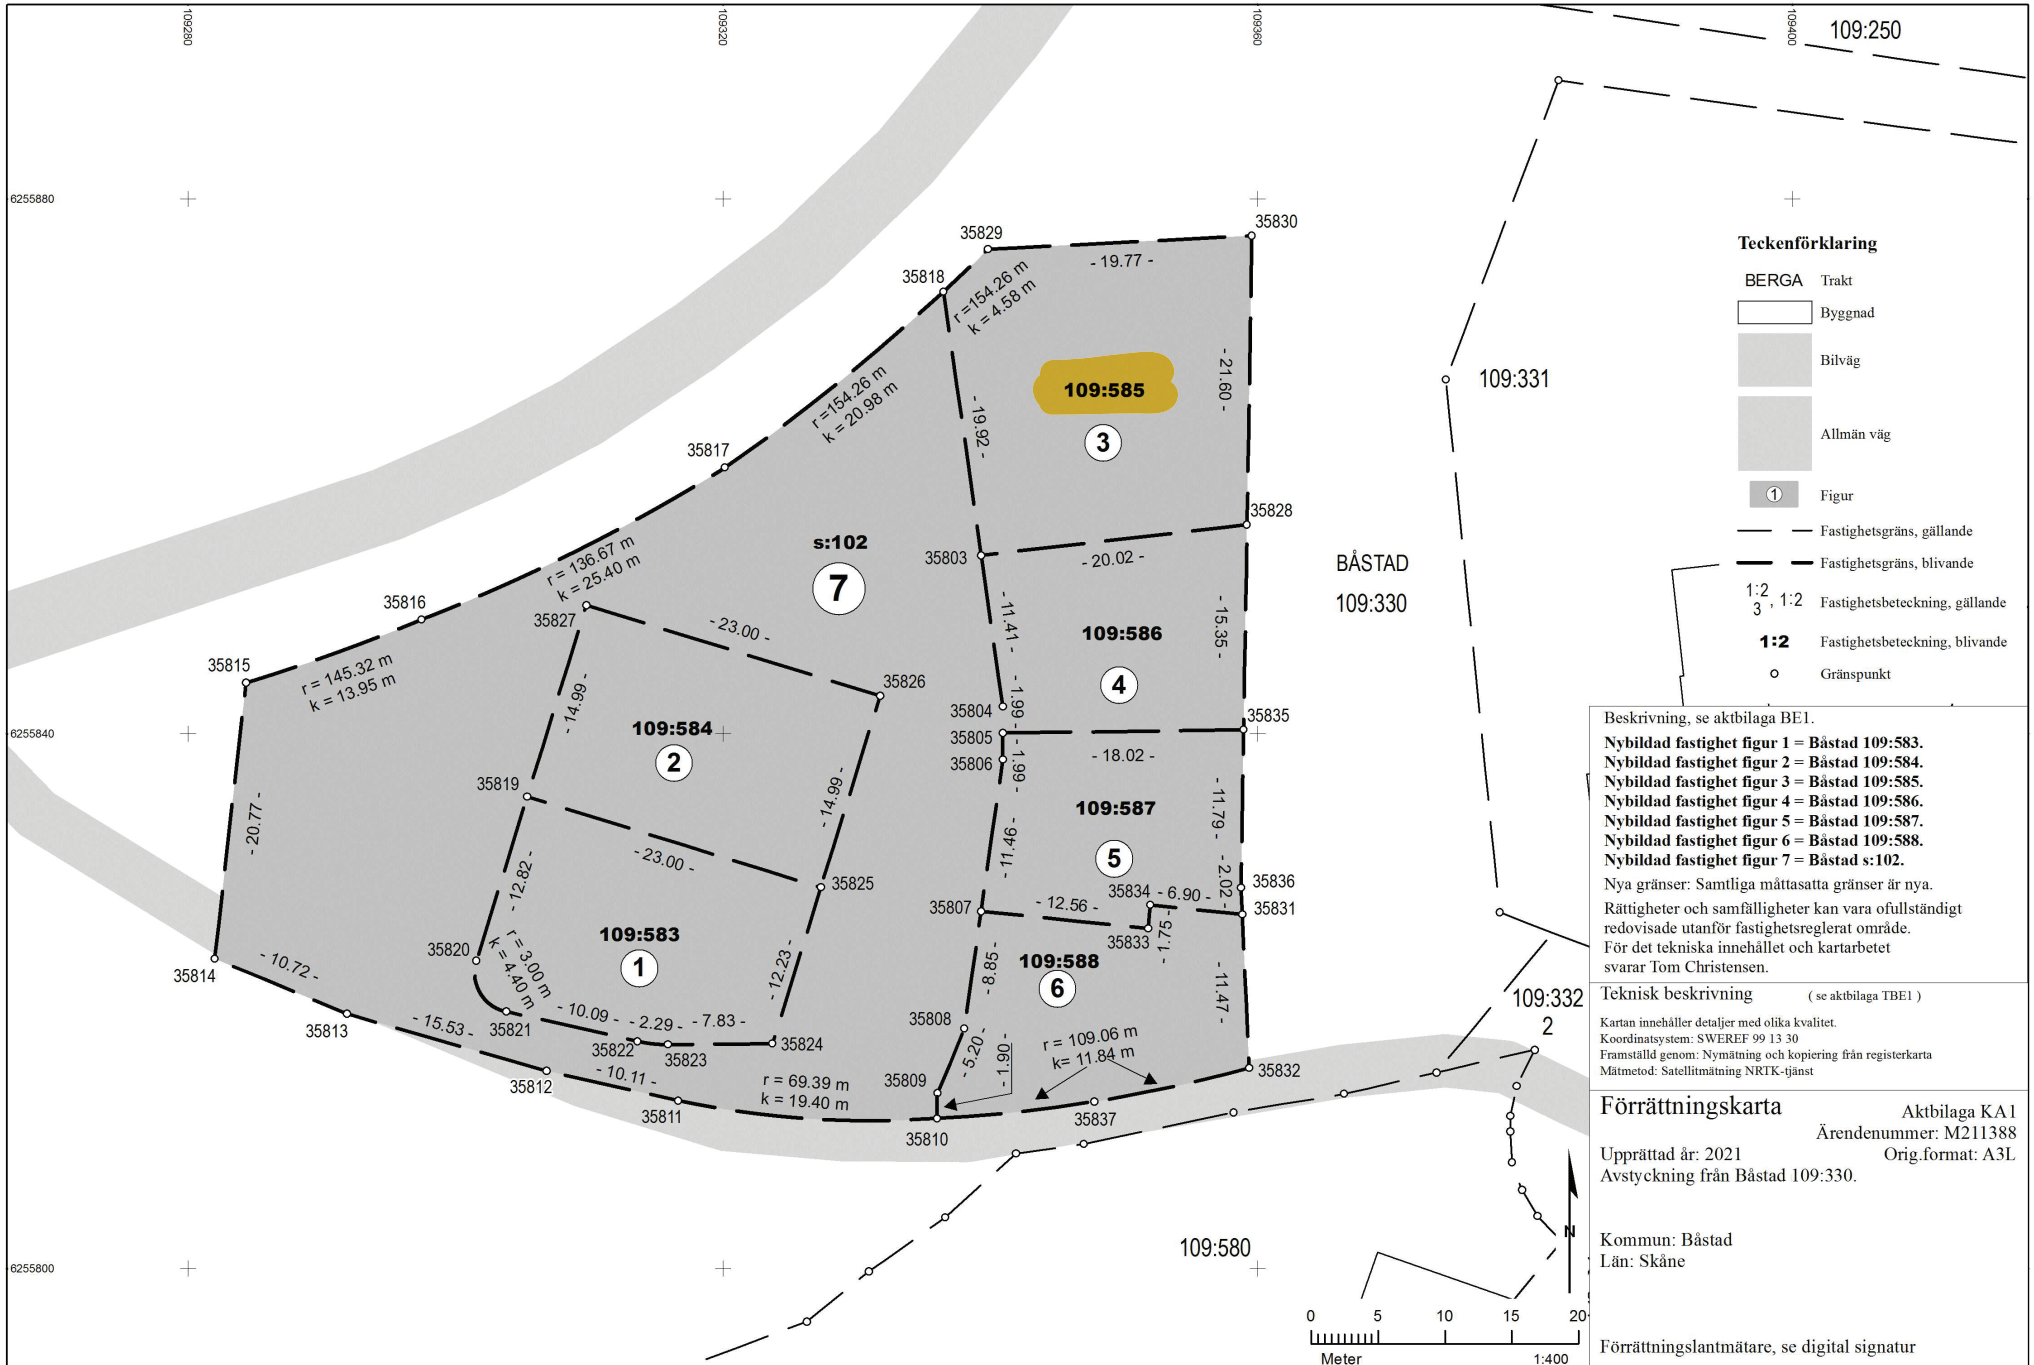 109280
109320
109360
109400
109:250
6255880
6255840
6255800
35829
35830
- 19.77 -
35818
r =154.26 m
k = 4.58 m
- 21.60 -
109:585
3
- 19.92 -
r =154.26 m
k = 20.98 m
35817
35828
35803
- 20.02 -
s:102
7
r = 136.67 m
k = 25.40 m
35816
35827
- 23.00 -
35815
r = 145.32 m
k = 13.95 m
- 11.41 -
109:586
4
- 15.35 -
35826
- 14.99 -
109:584
2
35804
- 1.99 -
35805
35835
35806
- 1.99 -
- 18.02 -
35819
- 14.99 -
109:587
5
- 11.79 -
- 20.77 -
- 23.00 -
- 11.46 -
- 12.82 -
35825
35834
- 6.90 -
- 2.02 -
35836
35807
- 12.56 -
35831
35833
- 1.75 -
109:583
1
35820
r = 3.00 m
k = 4.40 m
- 12.23 -
109:588
6
- 8.85 -
- 11.47 -
35814
- 10.72 -
35813
- 15.53 -
35821
- 10.09 -
- 2.29 -
- 7.83 -
35822
35823
35824
35808
- 5.20 -
- 1.90 -
r = 109.06 m
k= 11.84 m
35812
- 10.11 -
35811
r = 69.39 m
k = 19.40 m
35809
35810
35837
35832
BÅSTAD
109:330
109:331
109:332
2
109:580
Teckenförklaring
BERGA Trakt
Byggnad
Bilväg
Allmän väg
1 Figur
Fastighetsgräns, gällande
Fastighetsgräns, blivande
1:2
3 , 1:2 Fastighetsbeteckning, gällande
1:2 Fastighetsbeteckning, blivande
Gränspunkt
Beskrivning, se aktbilaga BE1.
Nybildad fastighet figur 1 = Båstad 109:583.
Nybildad fastighet figur 2 = Båstad 109:584.
Nybildad fastighet figur 3 = Båstad 109:585.
Nybildad fastighet figur 4 = Båstad 109:586.
Nybildad fastighet figur 5 = Båstad 109:587.
Nybildad fastighet figur 6 = Båstad 109:588.
Nybildad fastighet figur 7 = Båstad s:102.
Nya gränser: Samtliga måttasatta gränser är nya.
Rättigheter och samfälligheter kan vara ofullständigt
redovisade utanför fastighetsreglerat område.
För det tekniska innehållet och kartarbetet
svarar Tom Christensen.
Teknisk beskrivning ( se aktbilaga TBE1 )
Kartan innehåller detaljer med olika kvalitet.
Koordinatsystem: SWEREF 99 13 30
Framställd genom: Nymätning och kopiering från registerkarta
Mätmetod: Satellitmätning NRTK-tjänst
Förrättningskarta
Aktbilaga KA1
Ärendenummer: M211388
Upprättad år: 2021 Orig.format: A3L
Avstyckning från Båstad 109:330.
N
Kommun: Båstad
Län: Skåne
0 5 10 15 20
Meter 1:400
Förrättningslantmätare, se digital signatur